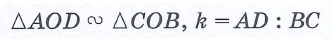 △AOD ∾ △COB, k = AD : BC